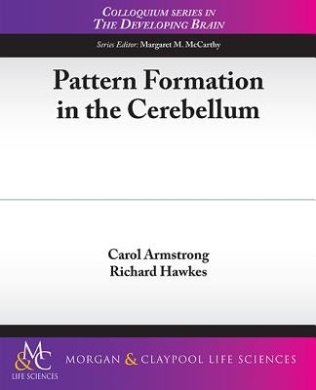 COLLOQUIUM SERIES IN
THE DEVELOPING BRAIN
Series Editor: Margaret M. McCarthy
Pattern Formation
in the Cerebellum
Carol Armstrong
Richard Hawkes
M&C
LIFE SCIENCES
MORGAN & CLAYPOOL LIFE SCIENCES